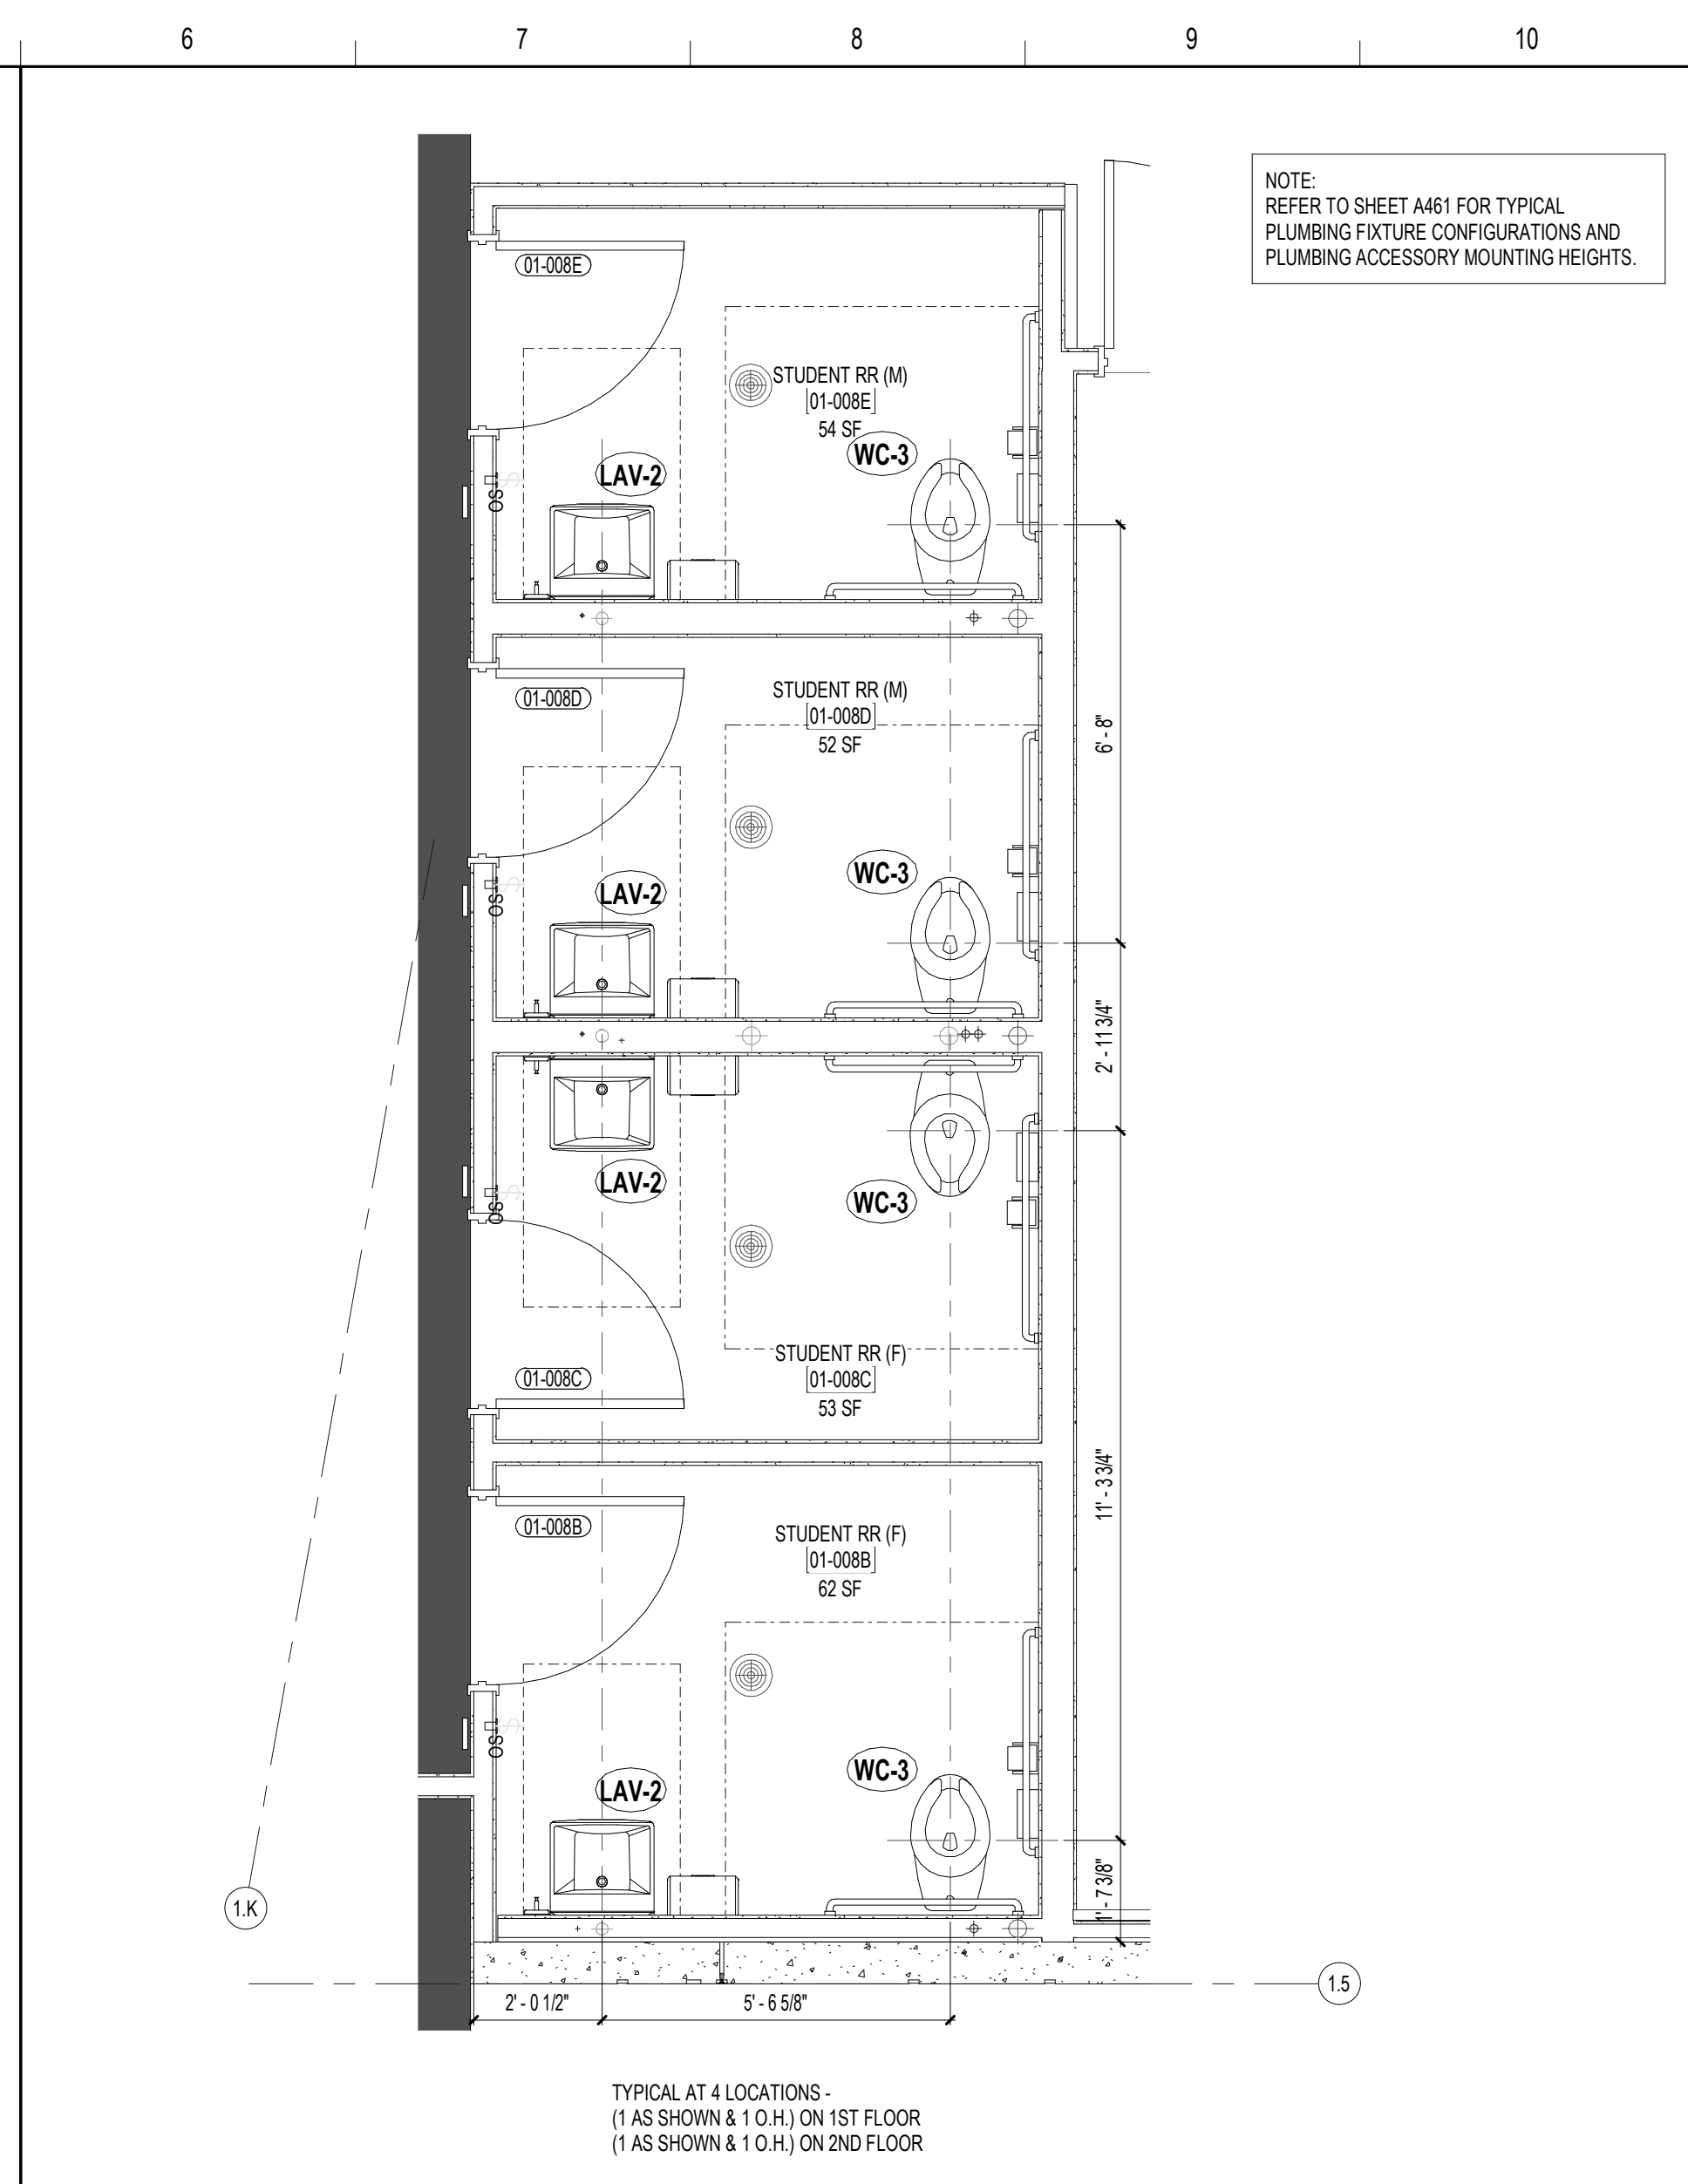 6 7 8 9 10
NOTE:
REFER TO SHEET A461 FOR TYPICAL
PLUMBING FIXTURE CONFIGURATIONS AND
PLUMBING ACCESSORY MOUNTING HEIGHTS.
01-008E
STUDENT RR (M)
01-008E
54 SF
WC-3
LAV-2
OS
01-008D
STUDENT RR (M)
01-008D
52 SF
6' - 8"
WC-3
LAV-2
OS
2' - 11 3/4"
LAV-2
WC-3
OS
01-008C
STUDENT RR (F)
01-008C
53 SF
11' - 3 3/4"
01-008B
STUDENT RR (F)
01-008B
62 SF
OS
WC-3
LAV-2
1' - 7 3/8"
1.K
1.5
2' - 0 1/2"
5' - 6 5/8"
TYPICAL AT 4 LOCATIONS -
(1 AS SHOWN & 1 O.H.) ON 1ST FLOOR
(1 AS SHOWN & 1 O.H.) ON 2ND FLOOR